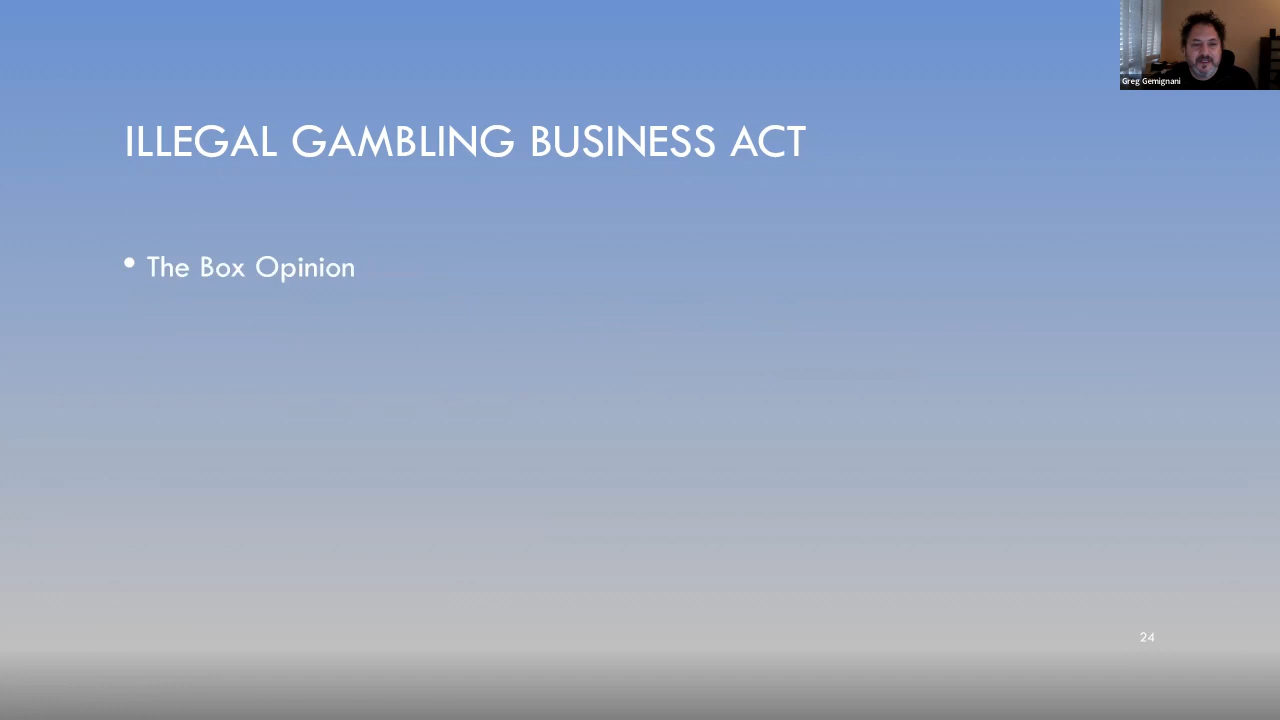 Greg Gemignani
ILLEGAL GAMBLING BUSINESS ACT
• The Box Opinion
24